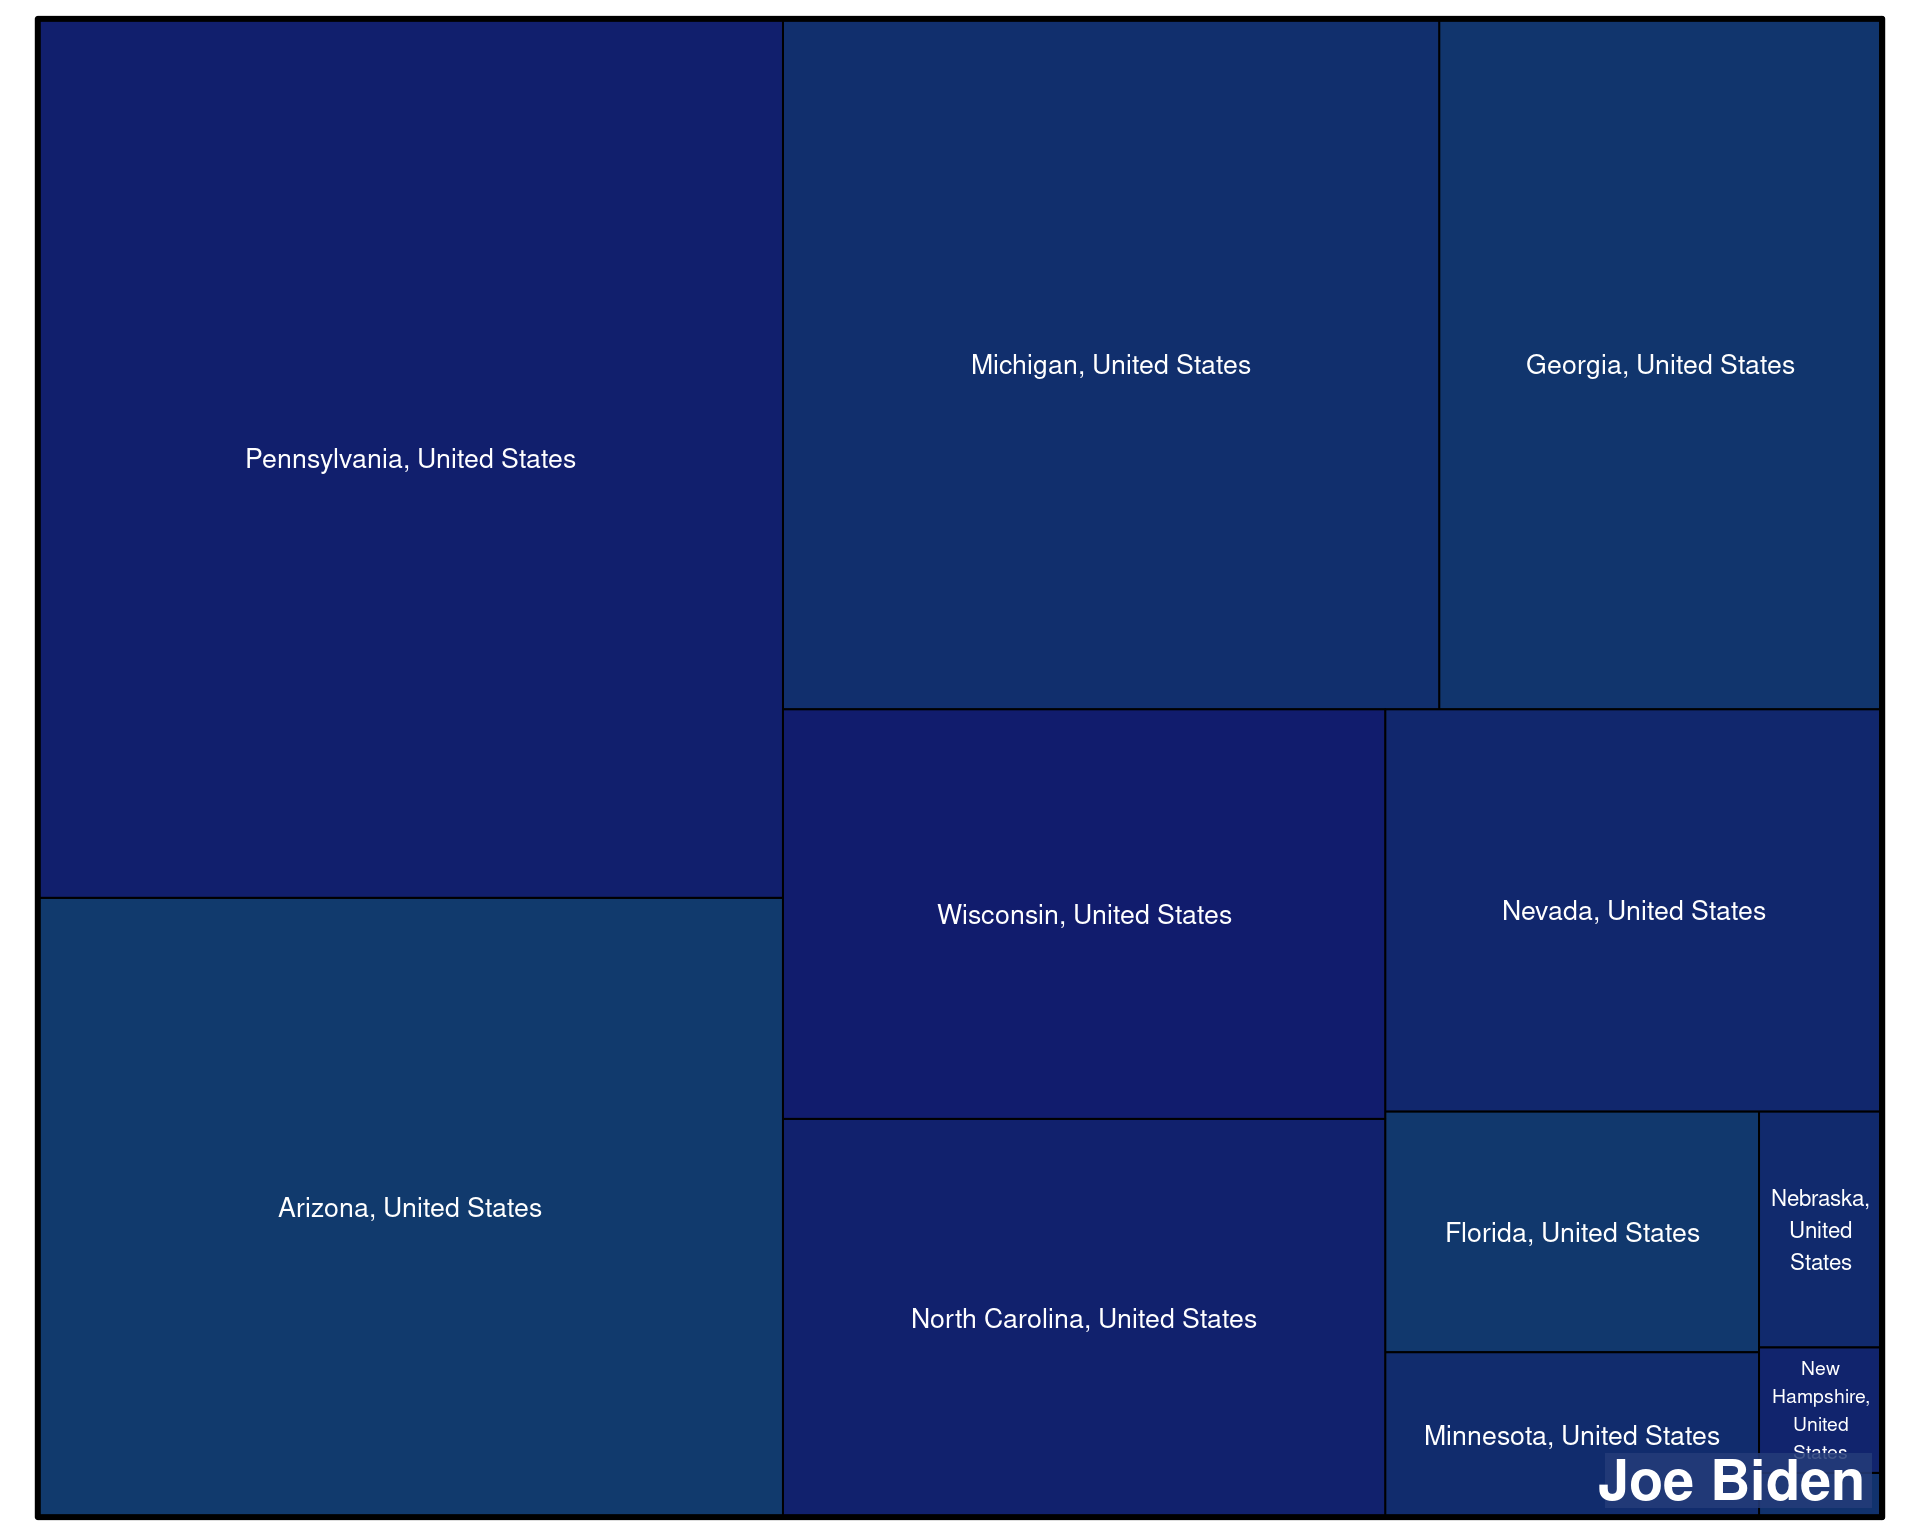 Pennsylvania, United States
Michigan, United States
Georgia, United States
Wisconsin, United States
Nevada, United States
Arizona, United States
North Carolina, United States
Florida, United States
Nebraska,
United
States
Minnesota, United States
New
Hampshire,
United
States
Joe Biden